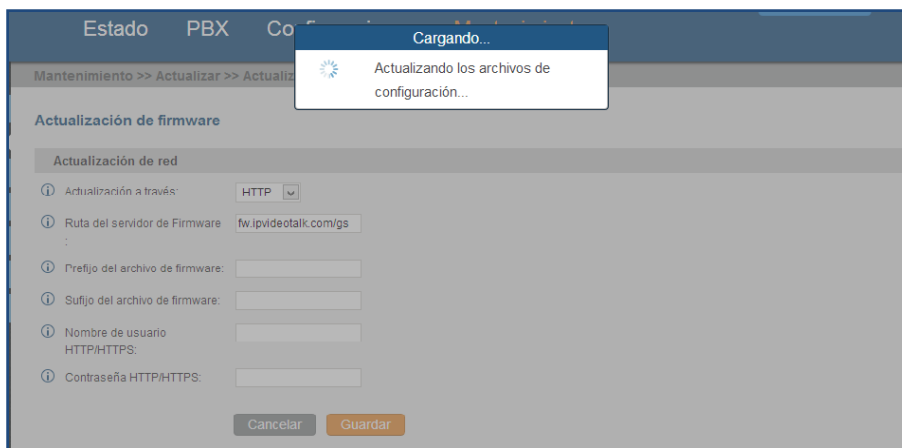 Estado PBX Co
Cargando...
Actualizando los archivos de
configuración...
Mantenimiento >> Actualizar >> Actualiz
Actualización de firmware
Actualización de red
Actualización a través: HTTP
Ruta del servidor de Firmware fw.ipvideotalk.com/gs
:
Prefijo del archivo de firmware:
Sufijo del archivo de firmware:
Nombre de usuario
HTTP/HTTPS:
Contraseña HTTP/HTTPS:
Cancelar Guardar